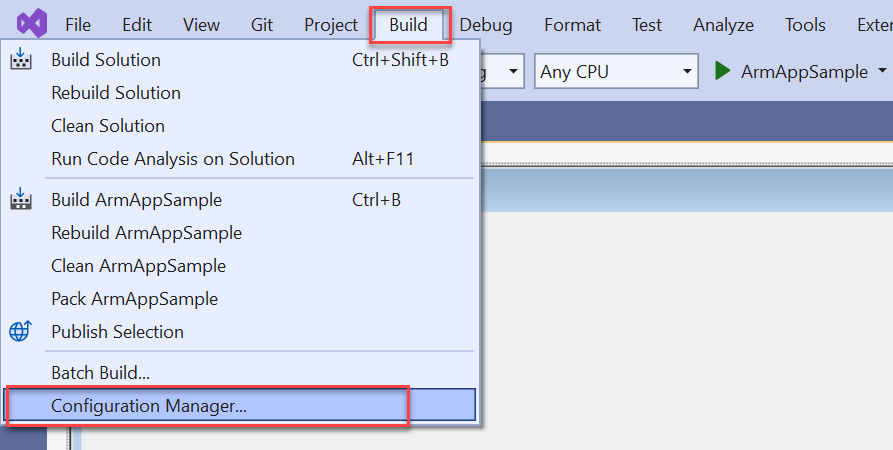 File Edit View Git Project Build Debug Format Test Analyze Tools
Build Solution Ctrl+Shift+B
Any CPU ArmAppSample
Rebuild Solution
Clean Solution
Run Code Analysis on Solution Alt+F11
Build ArmAppSample Ctrl+B
Rebuild ArmAppSample
Clean ArmAppSample
Pack ArmAppSample
Publish Selection
Batch Build...
Configuration Manager...